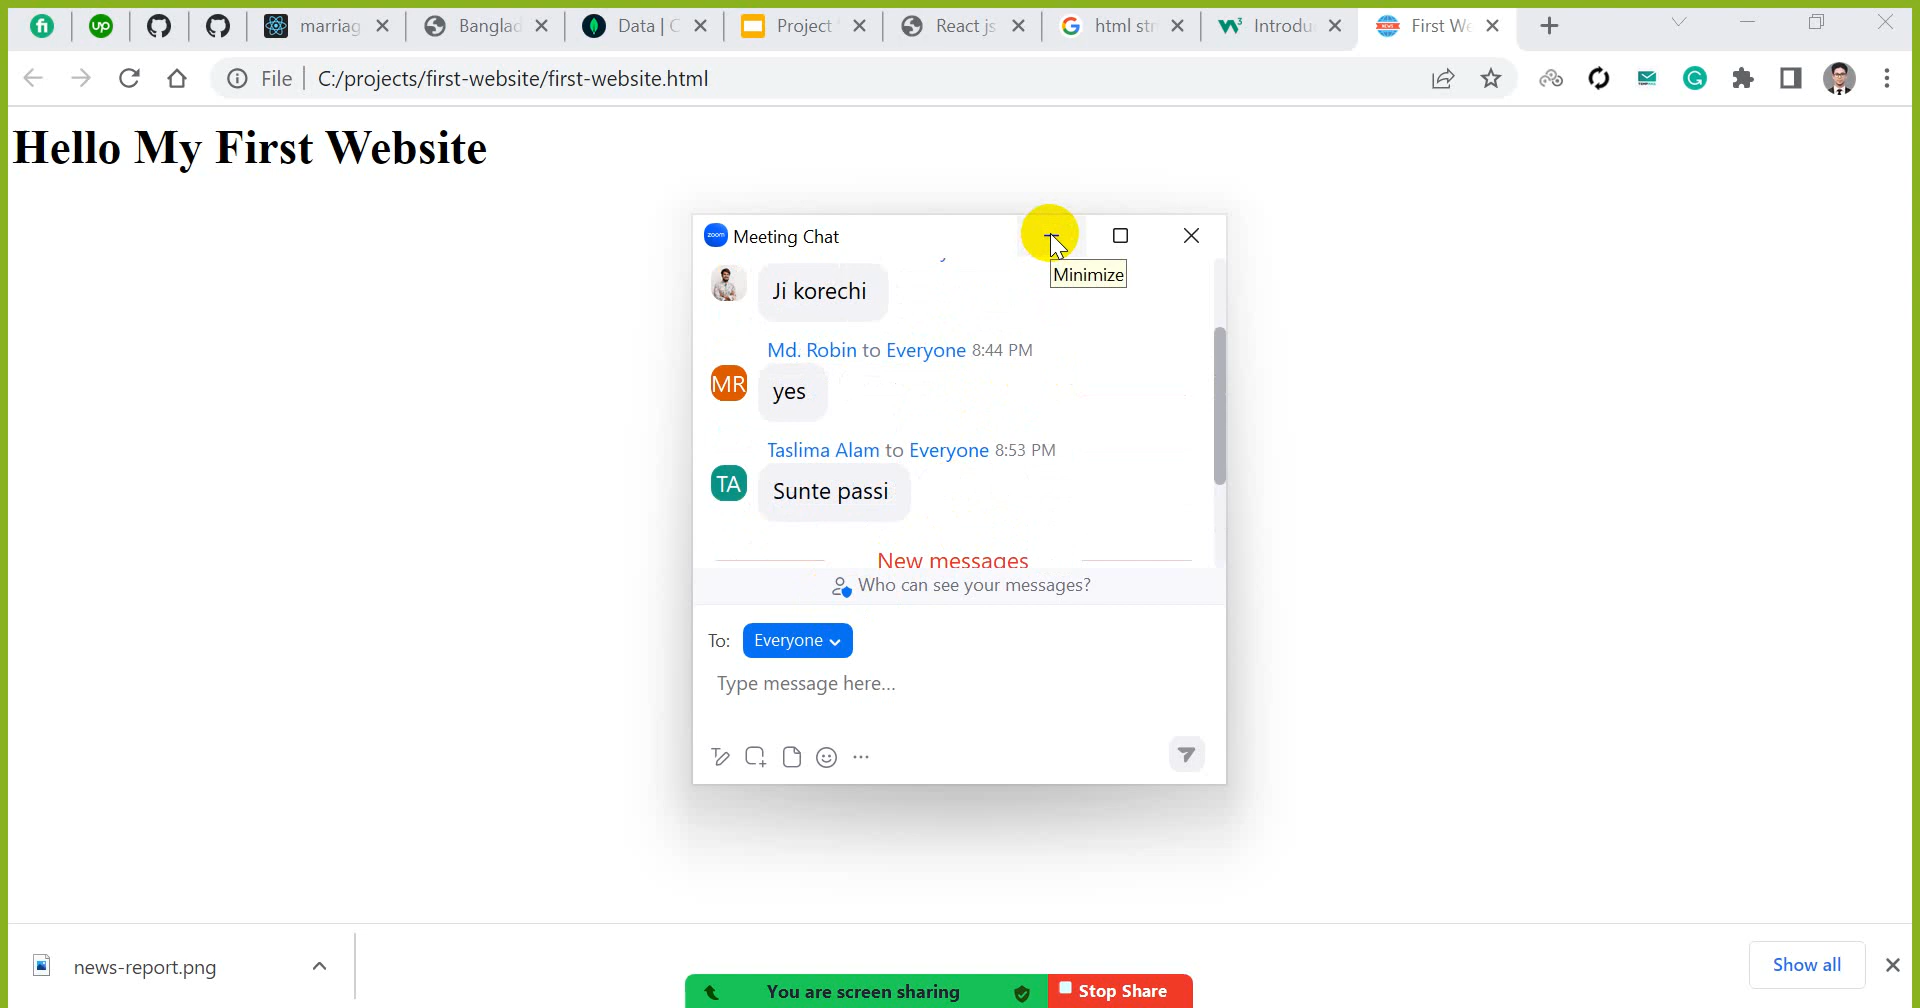 marriag
Banglad
Data | C
Project
React js
html str
Introdu
First We
File
C:/projects/first-website/first-website.html
Hello My First Website
zoom
Meeting Chat
Minimize
Ji korechi
Md. Robin to Everyone 8:44 PM
MR
yes
Taslima Alam to Everyone 8:53 PM
TA
Sunte passi
New messages
Who can see your messages?
To: Everyone
Type message here...
news-report.png
Show all
You are screen sharing
Stop Share